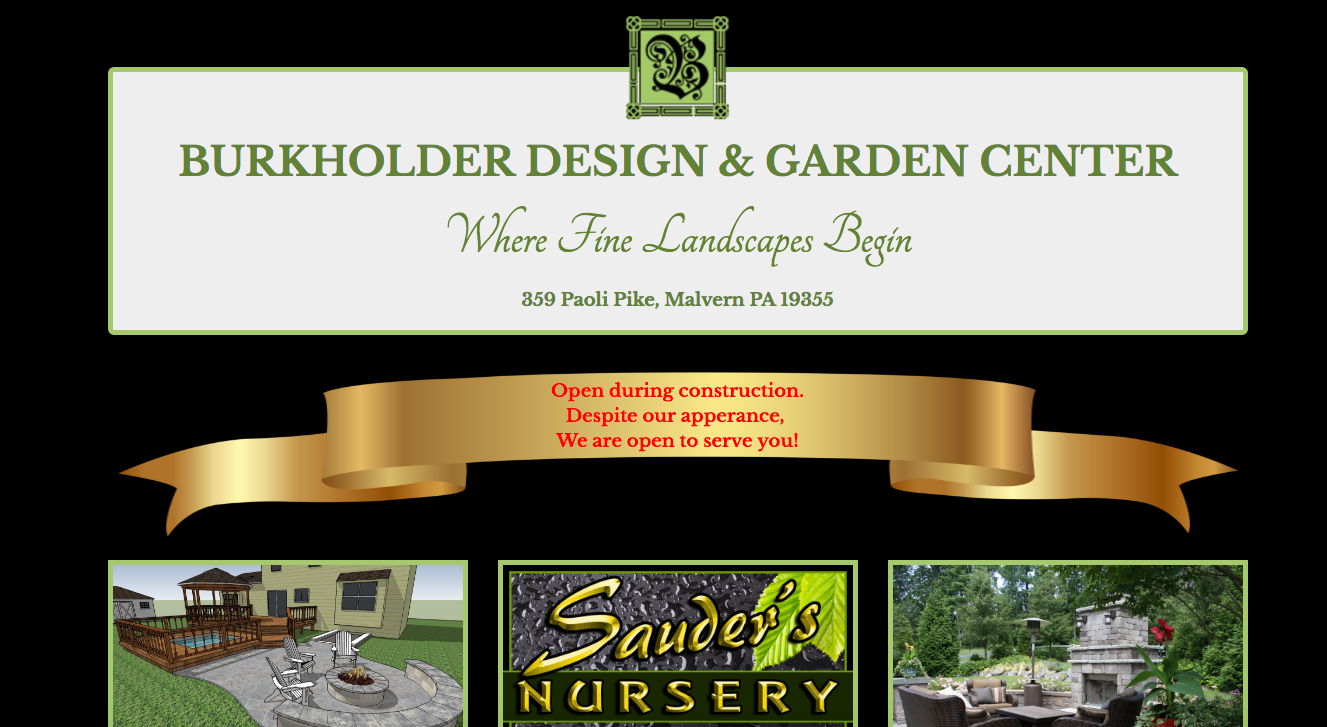 B
BURKHOLDER DESIGN & GARDEN CENTER
Where Fine Landscapes Begin
359 Paoli Pike, Malvern PA 19355
Open during construction.
Despite our apperance,
We are open to serve you!
Sauder's
NURSERY